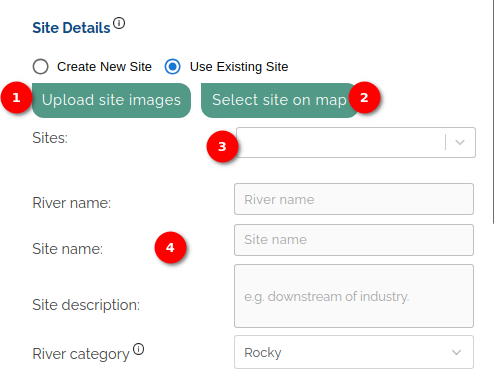 Site Details
Create New Site Use Existing Site
1 Upload site images Select site on map 2
Sites: 3
River name: River name
Site name: 4 Site name
Site description: e.g. downstream of industry.
River category Rocky